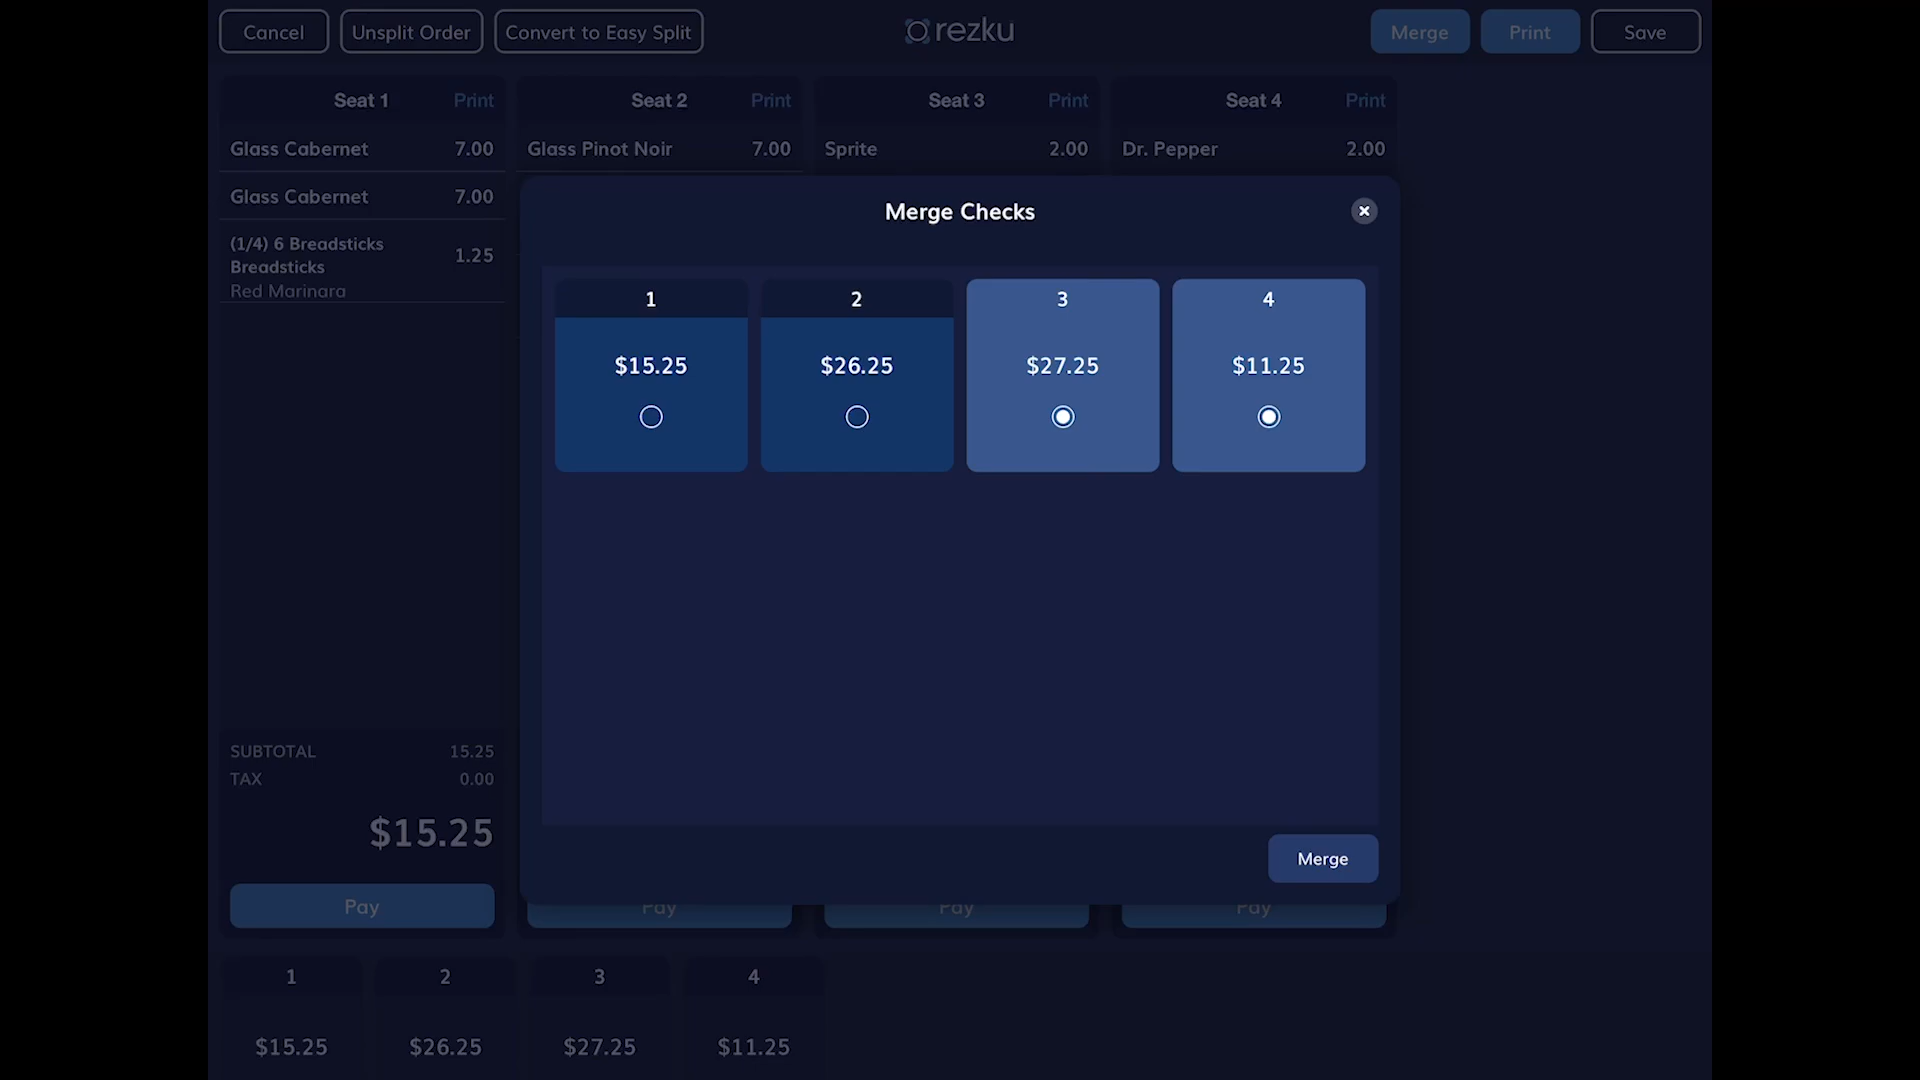 Cancel
Unsplit Order
Convert to Easy Split
rezku
Merge
Print
Save
Seat 1 Print
Glass Cabernet 7.00
Glass Cabernet 7.00
(1/4) 6 Breadsticks
Breadsticks 1.25
Red Marinara
SUBTOTAL 15.25
TAX 0.00
$15.25
Pay
Seat 2 Print
Glass Pinot Noir 7.00
Pay
Seat 3 Print
Sprite 2.00
Pay
Seat 4 Print
Dr. Pepper 2.00
Pay
Merge Checks
1 2 3 4
$15.25 $26.25 $27.25 $11.25
Merge
1 2 3 4
$15.25 $26.25 $27.25 $11.25